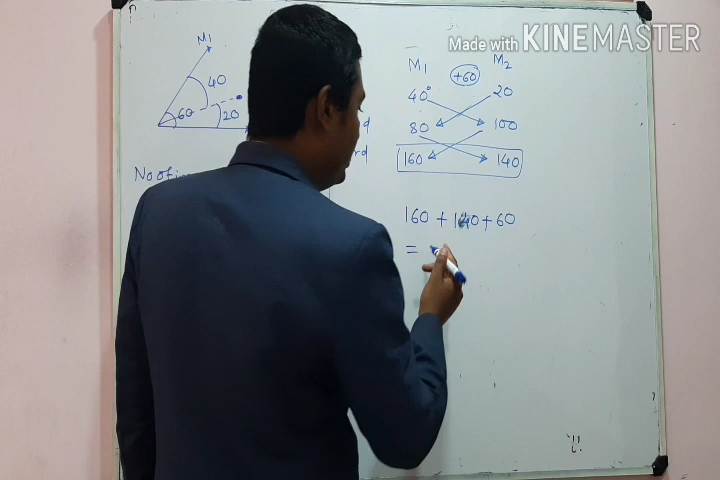 Made with KINEMASTER
M1
40
60
20
No of
M1 +60 M2
40° 20
80 100
160 140
160 + 140 + 60
=